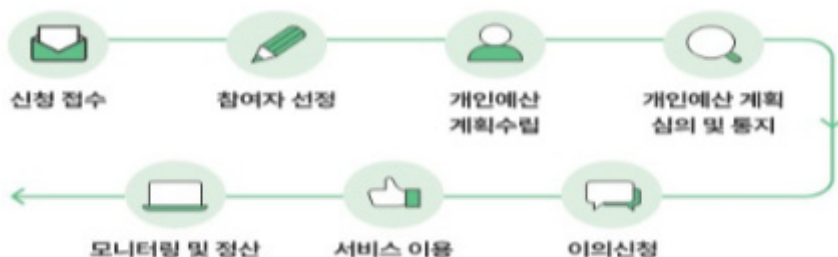 신청 접수
참여자 선정
개인예산
계획수립
개인예산 계획
심의 및 통지
이의신청
서비스 이용
모니터링 및 정산